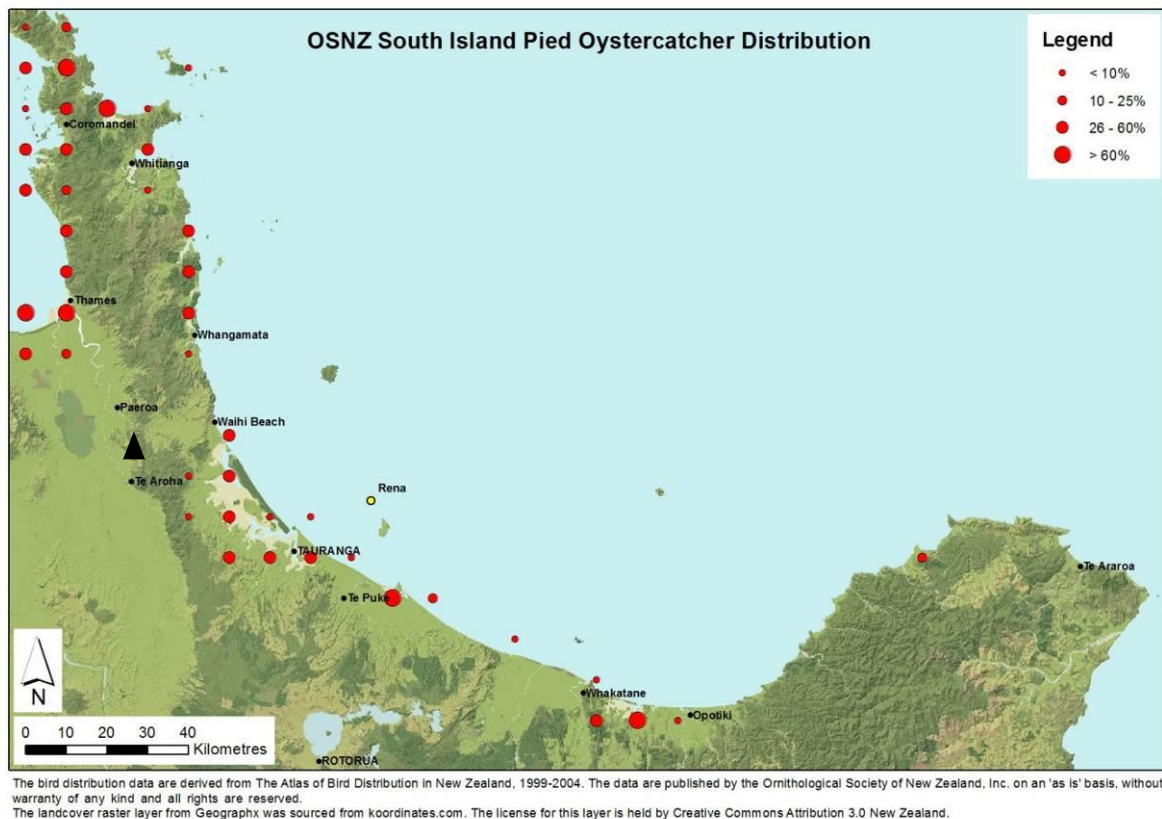 OSNZ South Island Pied Oystercatcher Distribution
Legend
< 10%
10 - 25%
26 - 60%
> 60%
Coromandel
Whitianga
Thames
Whangamata
Paeroa
Waihi Beach
Te Aroha
Rena
TAURANGA
Te Araroa
Te Puke
Whakatane
Opotiki
N
0 10 20 30 40
Kilometres
ROTORUA
The bird distribution data are derived from The Atlas of Bird Distribution in New Zealand, 1999-2004. The data are published by the Ornithological Society of New Zealand, Inc. on an 'as is' basis, without
warranty of any kind and all rights are reserved.
The landcover raster layer from Geographx was sourced from koordinates.com. The license for this layer is held by Creative Commons Attribution 3.0 New Zealand.